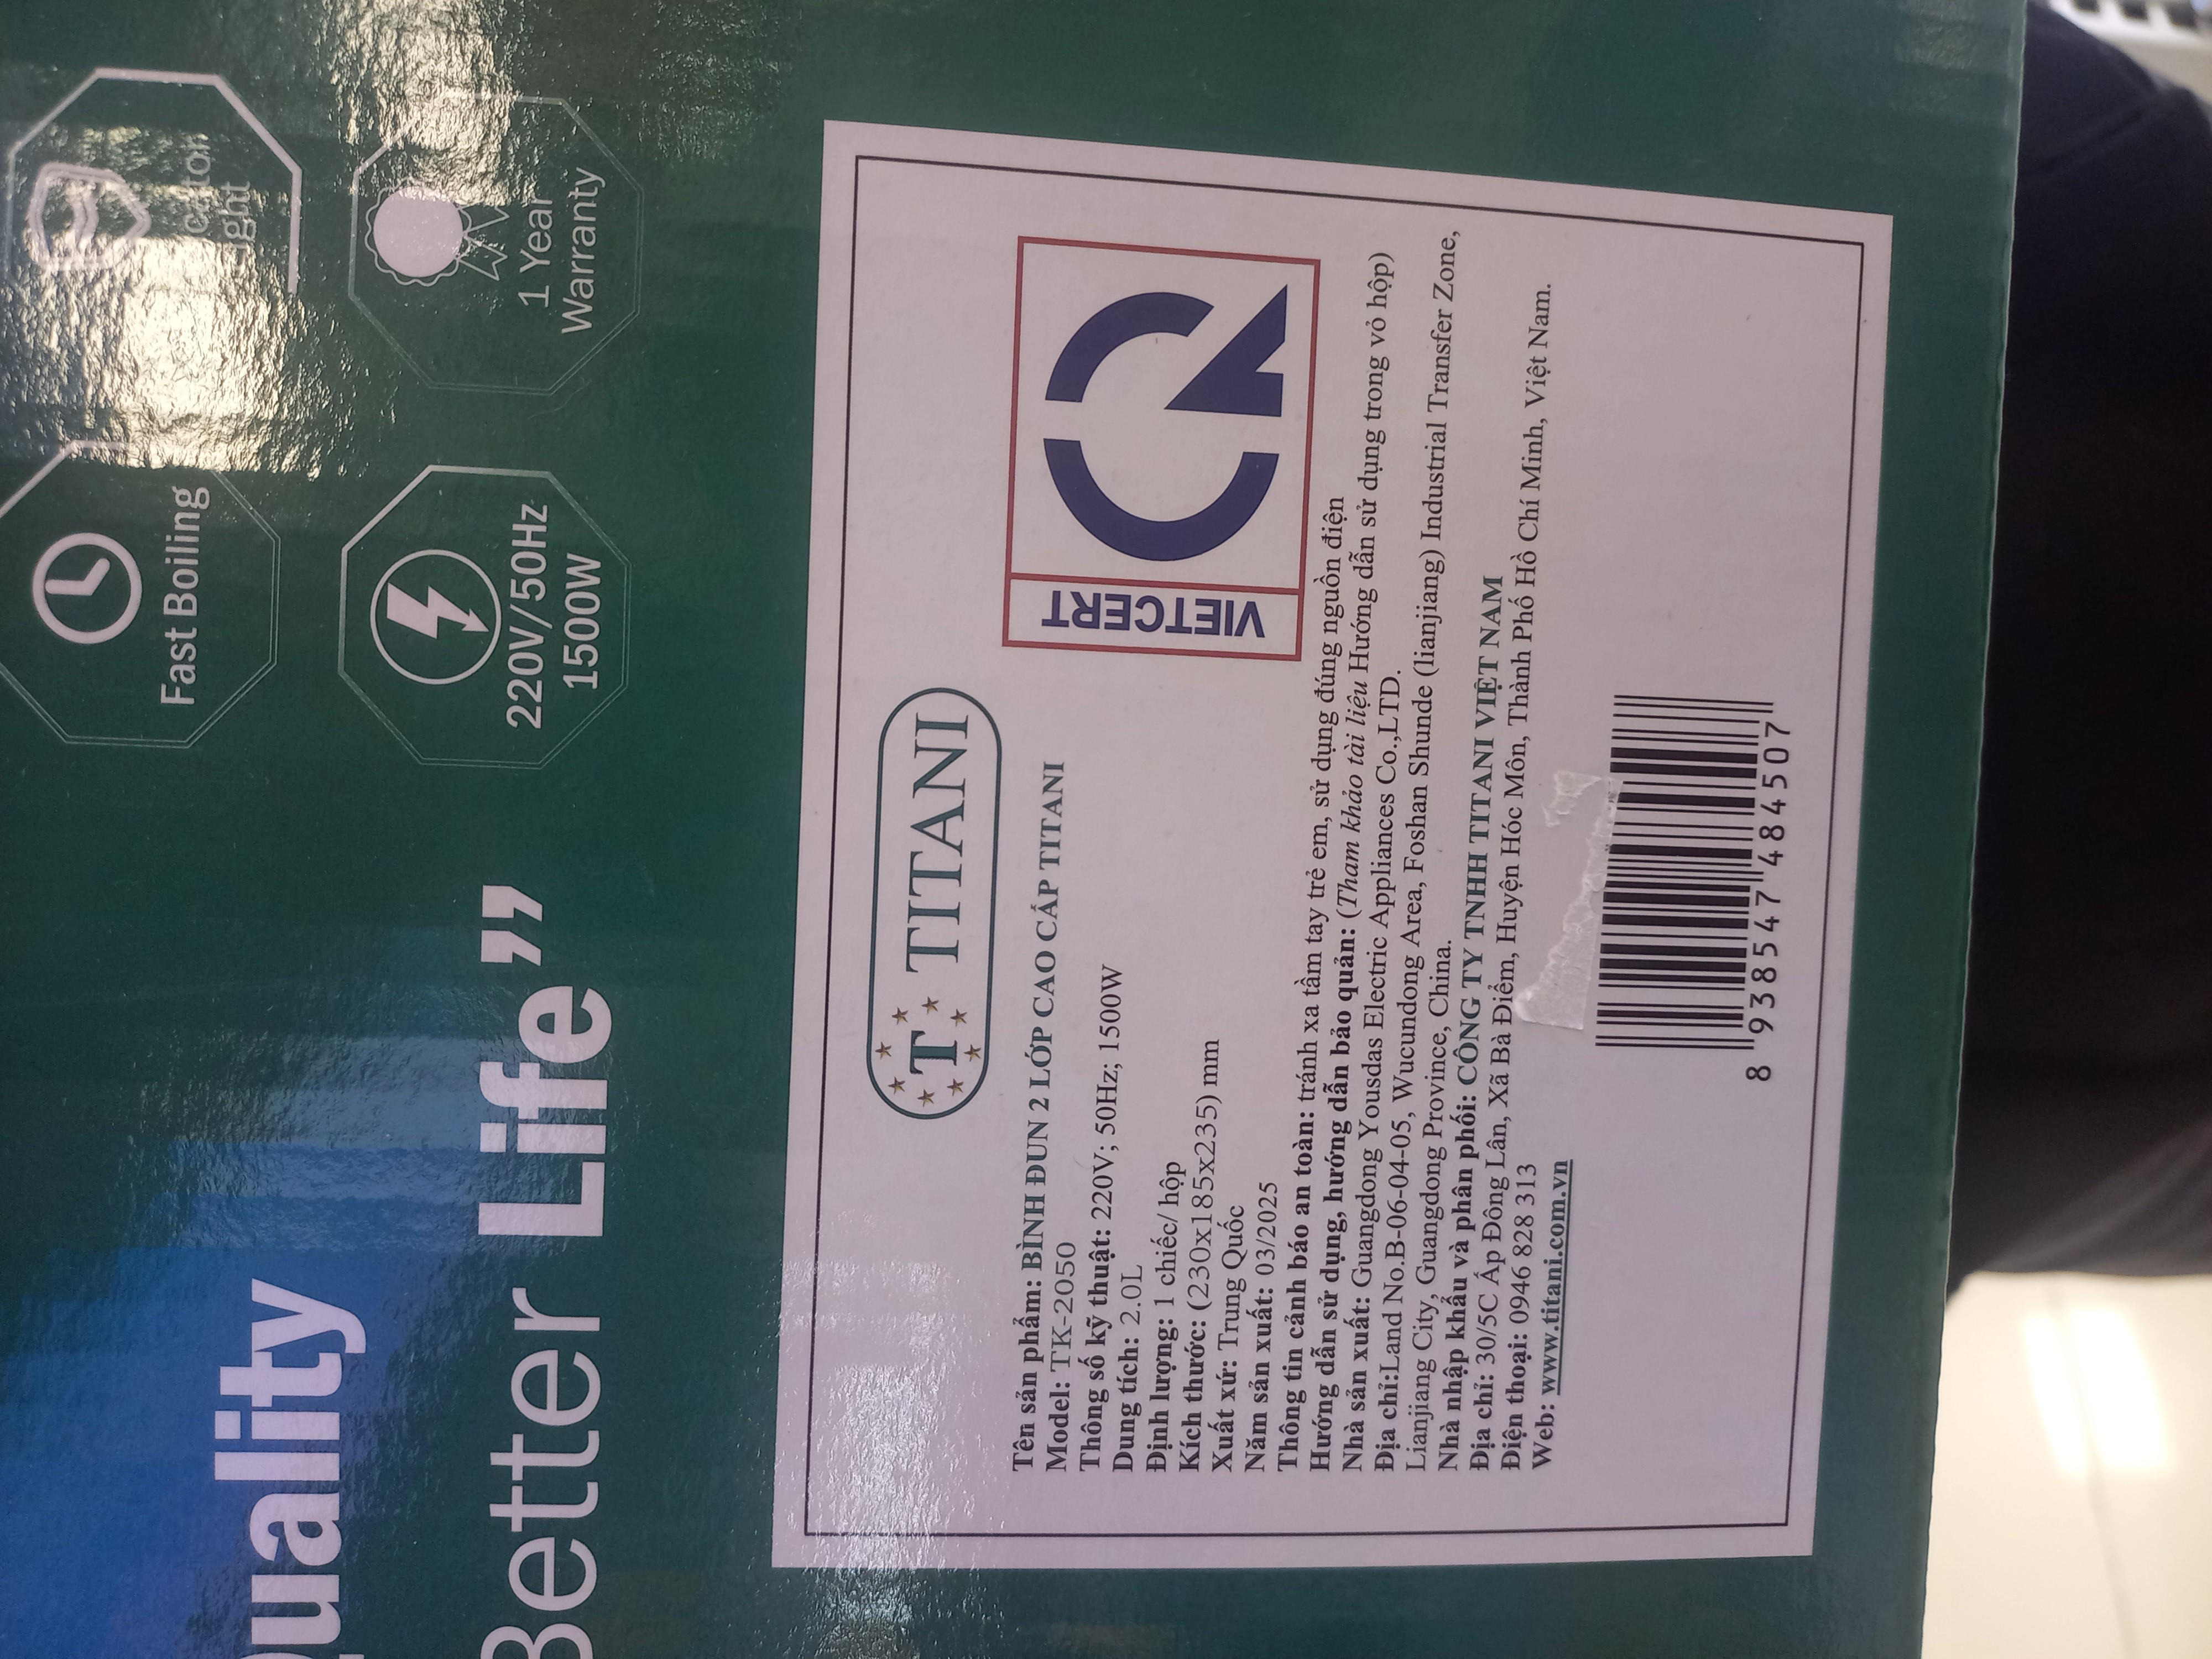 Fast Boiling
uality
Better Life”
220V/50Hz
1500W
1 Year
Warranty
T TITANI
Tên sản phẩm: BÌNH ĐUN 2 LỚP CAO CẤP TITANI
Model: TK-2050
Thông số kỹ thuật: 220V; 50Hz; 1500W
Dung tích: 2.0L
Định lượng: 1 chiếc/ hộp
Kích thước: (230x185x235) mm
Xuất xứ: Trung Quốc
Năm sản xuất: 03/2025
VIETCERT
Thông tin cảnh báo an toàn: tránh xa tầm tay trẻ em, sử dụng đúng nguồn điện
Hướng dẫn sử dụng, hướng dẫn bảo quản: (Tham khảo tài liệu Hướng dẫn sử dụng trong vỏ hộp)
Nhà sản xuất: Guangdong Yousdas Electric Appliances Co.,LTD.
Địa chỉ:Land No.B-06-04-05, Wucundong Area, Foshan Shunde (lianjiang) Industrial Transfer Zone,
Lianjiang City, Guangdong Province, China.
Nhà nhập khẩu và phân phối: CÔNG TY TNHH TITANI VIỆT NAM
Địa chỉ: 30/5C Ấp Đông Lân, Xã Bà Điểm, Huyện Hóc Môn, Thành Phố Hồ Chí Minh, Việt Nam.
Điện thoại: 0946 828 313
Web: www.titani.com.vn
8 938547 484507